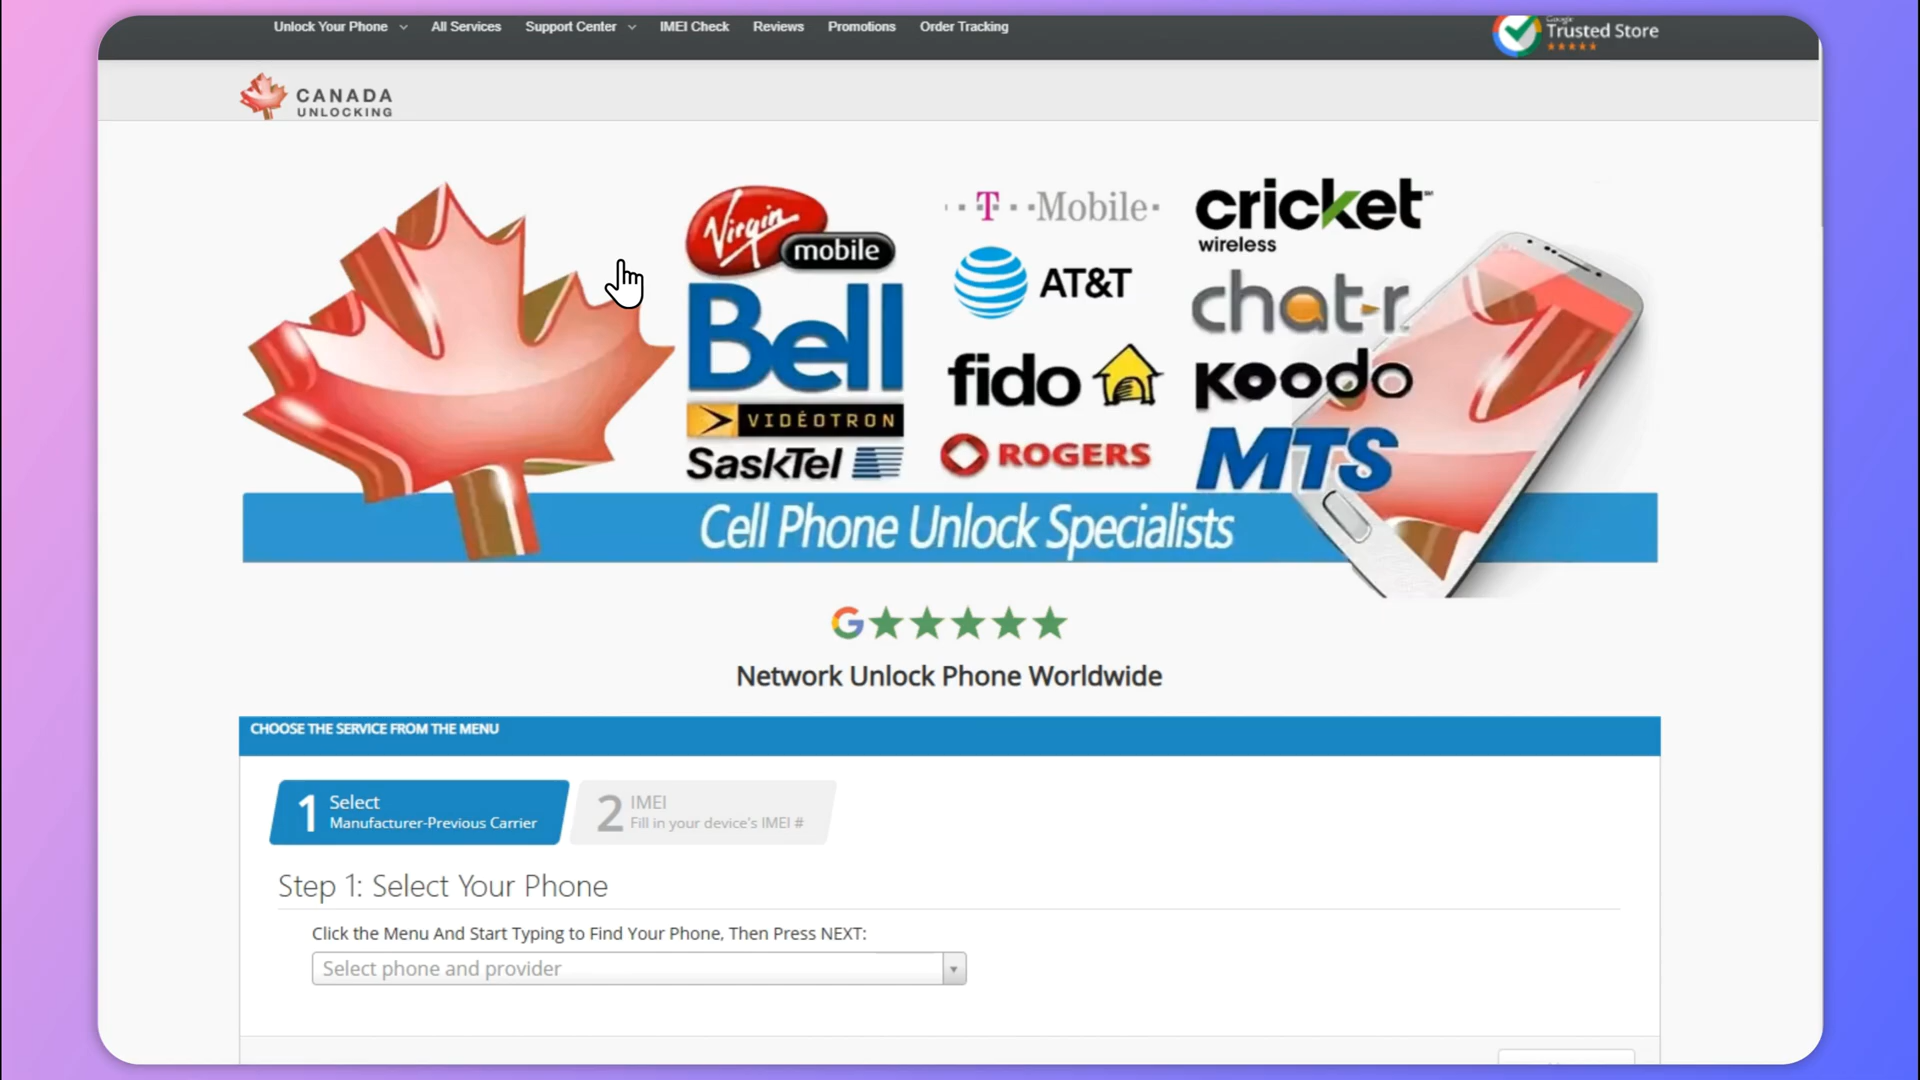 Unlock Your Phone All Services Support Center IMEI Check Reviews Promotions Order Tracking
Google
Trusted Store
CANADA
UNLOCKING
Virgin
mobile
T Mobile
cricket
wireless
Bell
AT&T
chat-r
VIDÉOTRON
fido
koodo
SaskTel
ROGERS
MTS
Cell Phone Unlock Specialists
G
Network Unlock Phone Worldwide
CHOOSE THE SERVICE FROM THE MENU
1 Select
Manufacturer-Previous Carrier
2 IMEI
Fill in your device's IMEI #
Step 1: Select Your Phone
Click the Menu And Start Typing to Find Your Phone, Then Press NEXT:
Select phone and provider